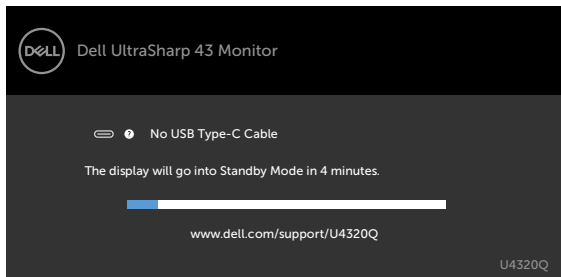 DELL
Dell UltraSharp 43 Monitor
? No USB Type-C Cable
The display will go into Standby Mode in 4 minutes.
www.dell.com/support/U4320Q
U4320Q